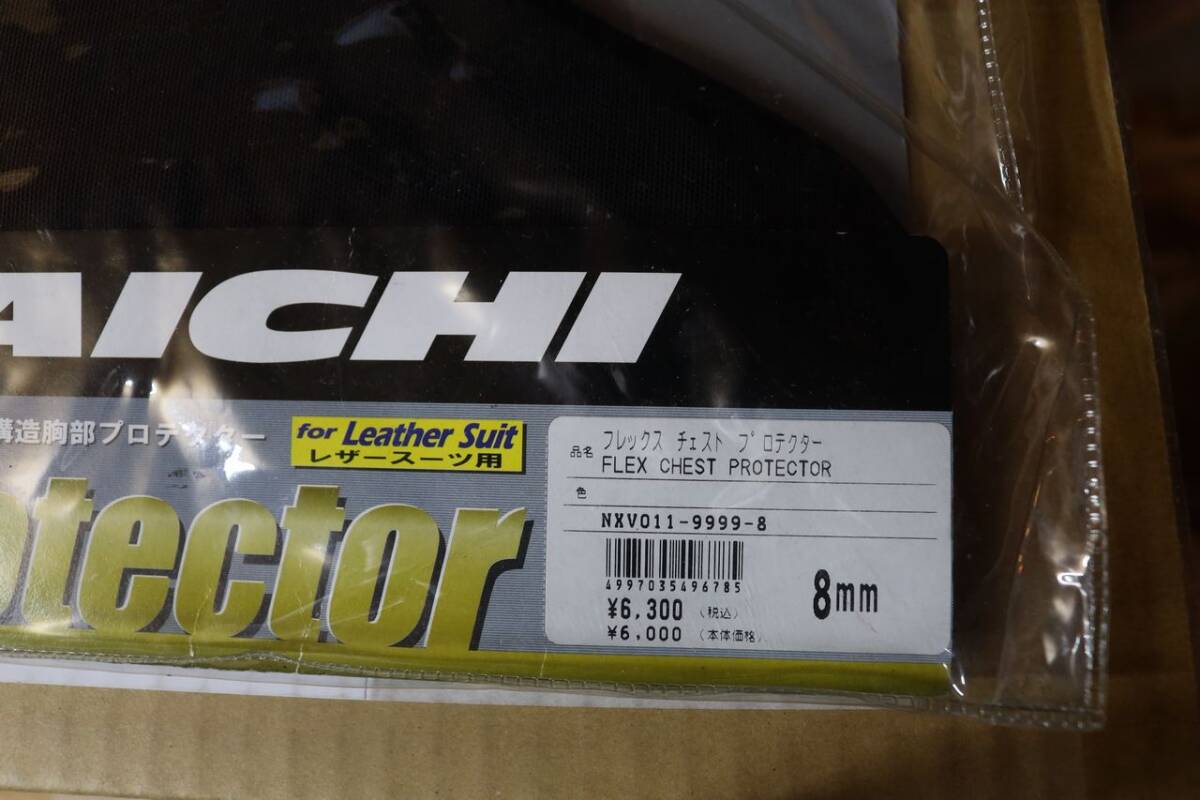 AICHI
構造胸部プロテクター
for Leather Suit
レザースーツ用
otector
品名 フレックス チェスト プロテクター
FLEX CHEST PROTECTOR
色
NXV011-9999-8
4997035496785
8mm
¥6,300 (税込)
¥6,000 (本体価格)